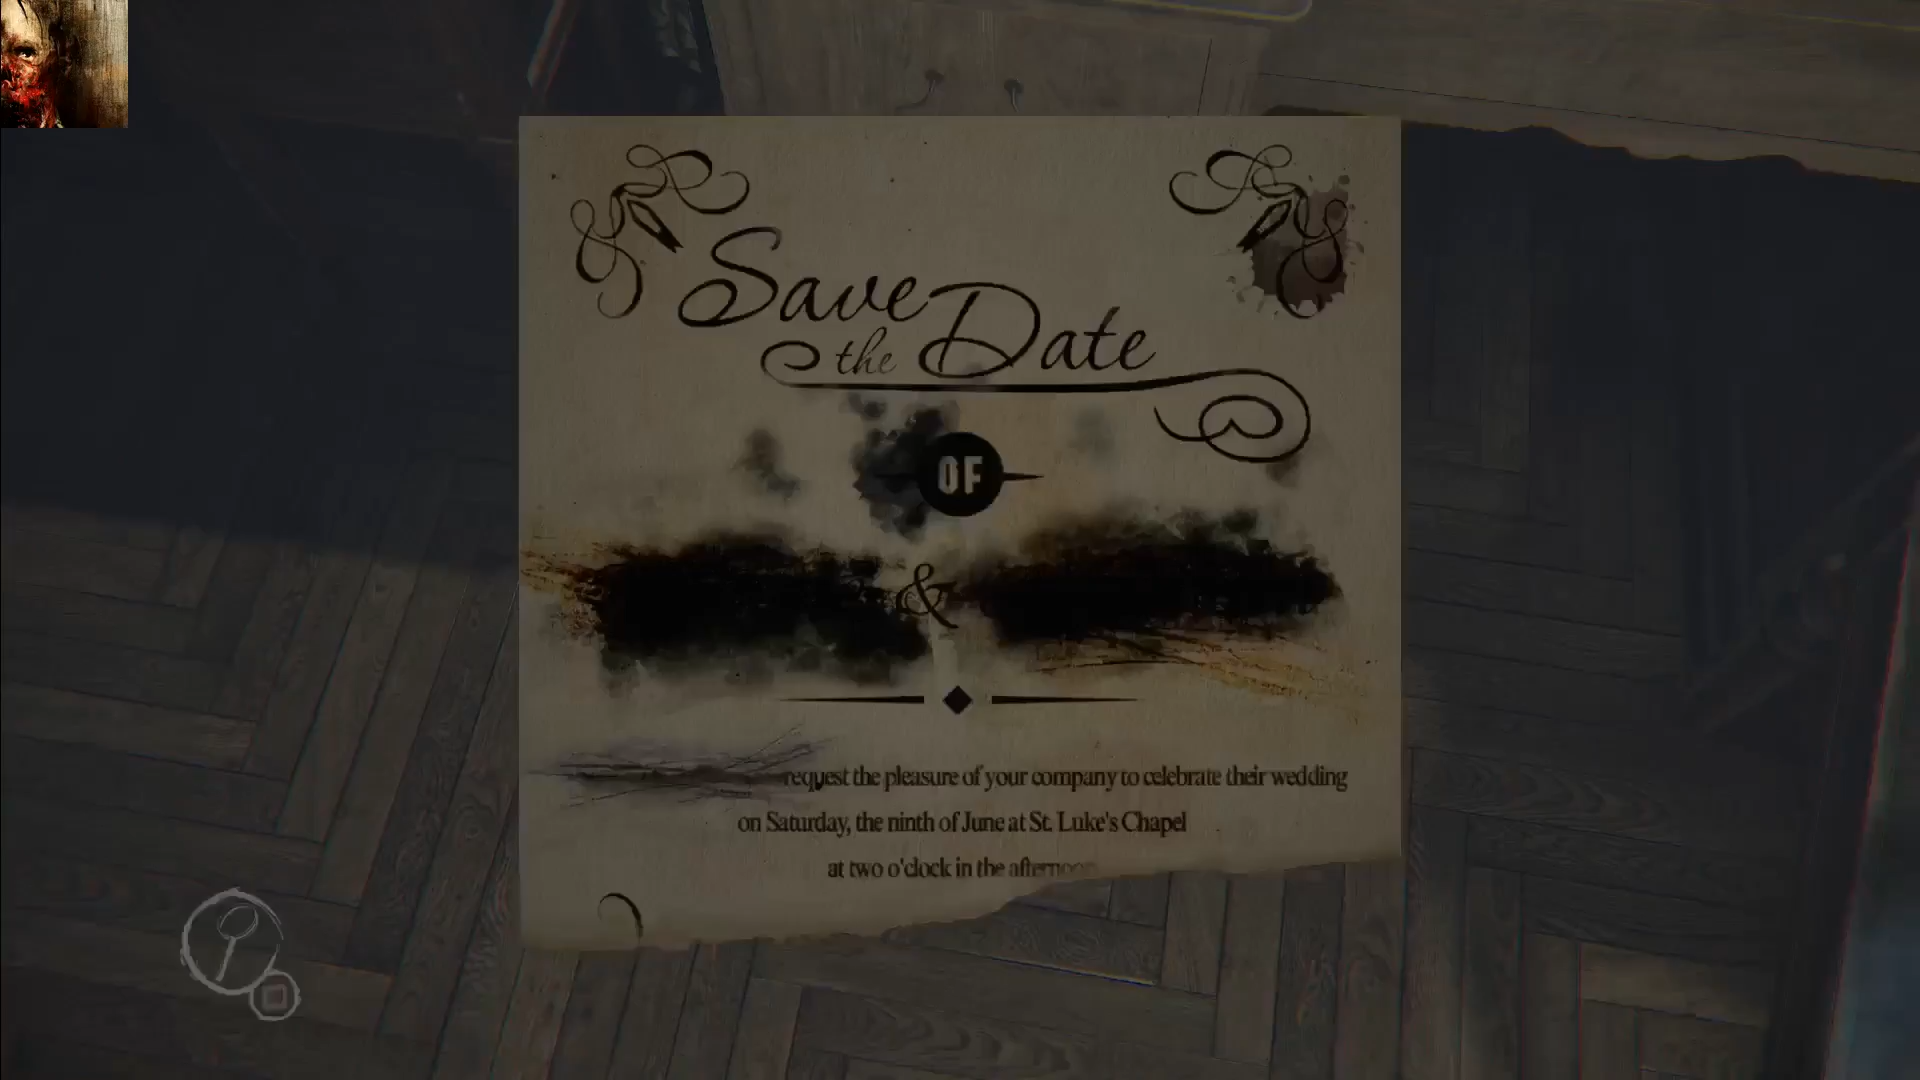 Save
the Date
OF
&
request the pleasure of your company to celebrate their wedding
on Saturday, the ninth of June at St. Luke's Chapel
at two o'clock in the afternoon